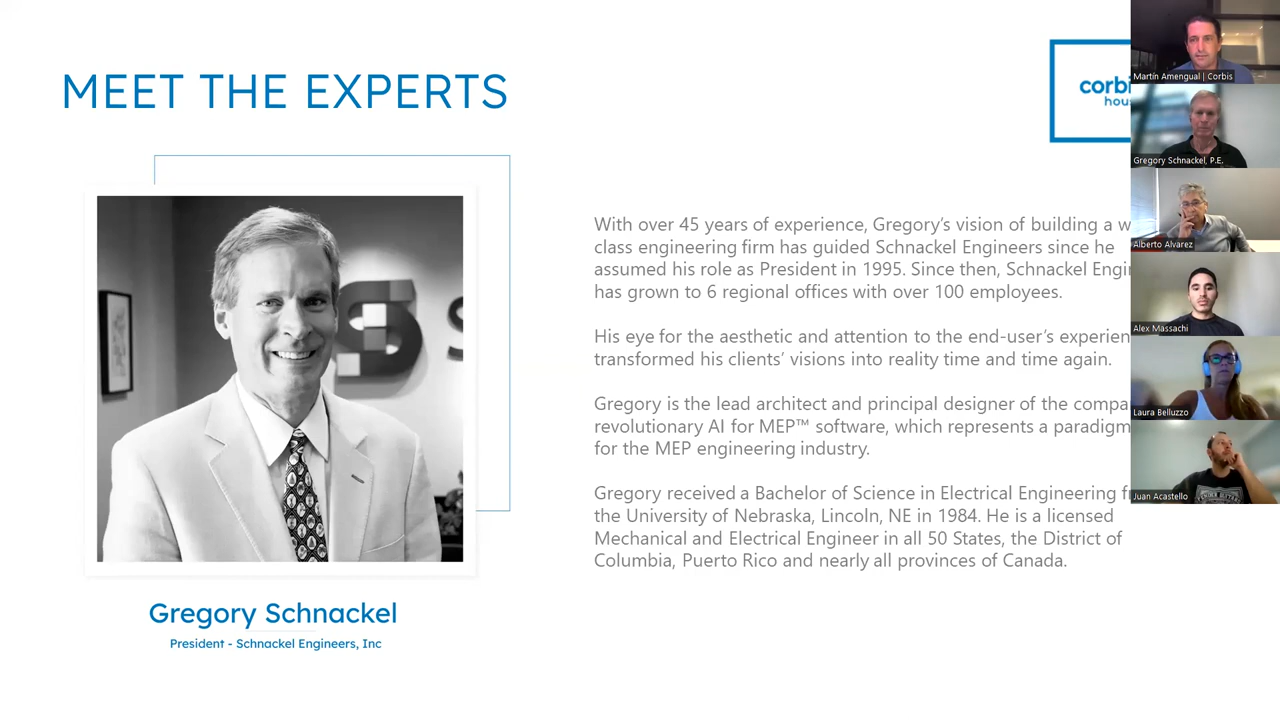 MEET THE EXPERTS
corbi
hou
With over 45 years of experience, Gregory's vision of building a w
class engineering firm has guided Schnackel Engineers since he
assumed his role as President in 1995. Since then, Schnackel Engi
has grown to 6 regional offices with over 100 employees.
His eye for the aesthetic and attention to the end-user's experien
transformed his clients' visions into reality time and time again.
Gregory is the lead architect and principal designer of the compa
revolutionary AI for MEP™ software, which represents a paradigm
for the MEP engineering industry.
Gregory received a Bachelor of Science in Electrical Engineering f
the University of Nebraska, Lincoln, NE in 1984. He is a licensed
Mechanical and Electrical Engineer in all 50 States, the District of
Columbia, Puerto Rico and nearly all provinces of Canada.
Gregory Schnackel
President - Schnackel Engineers, Inc
Martín Amengual | Corbis
Gregory Schnackel, P.E.
Alberto Alvarez
Alex Massachi
Laura Belluzzo
Juan Acastello